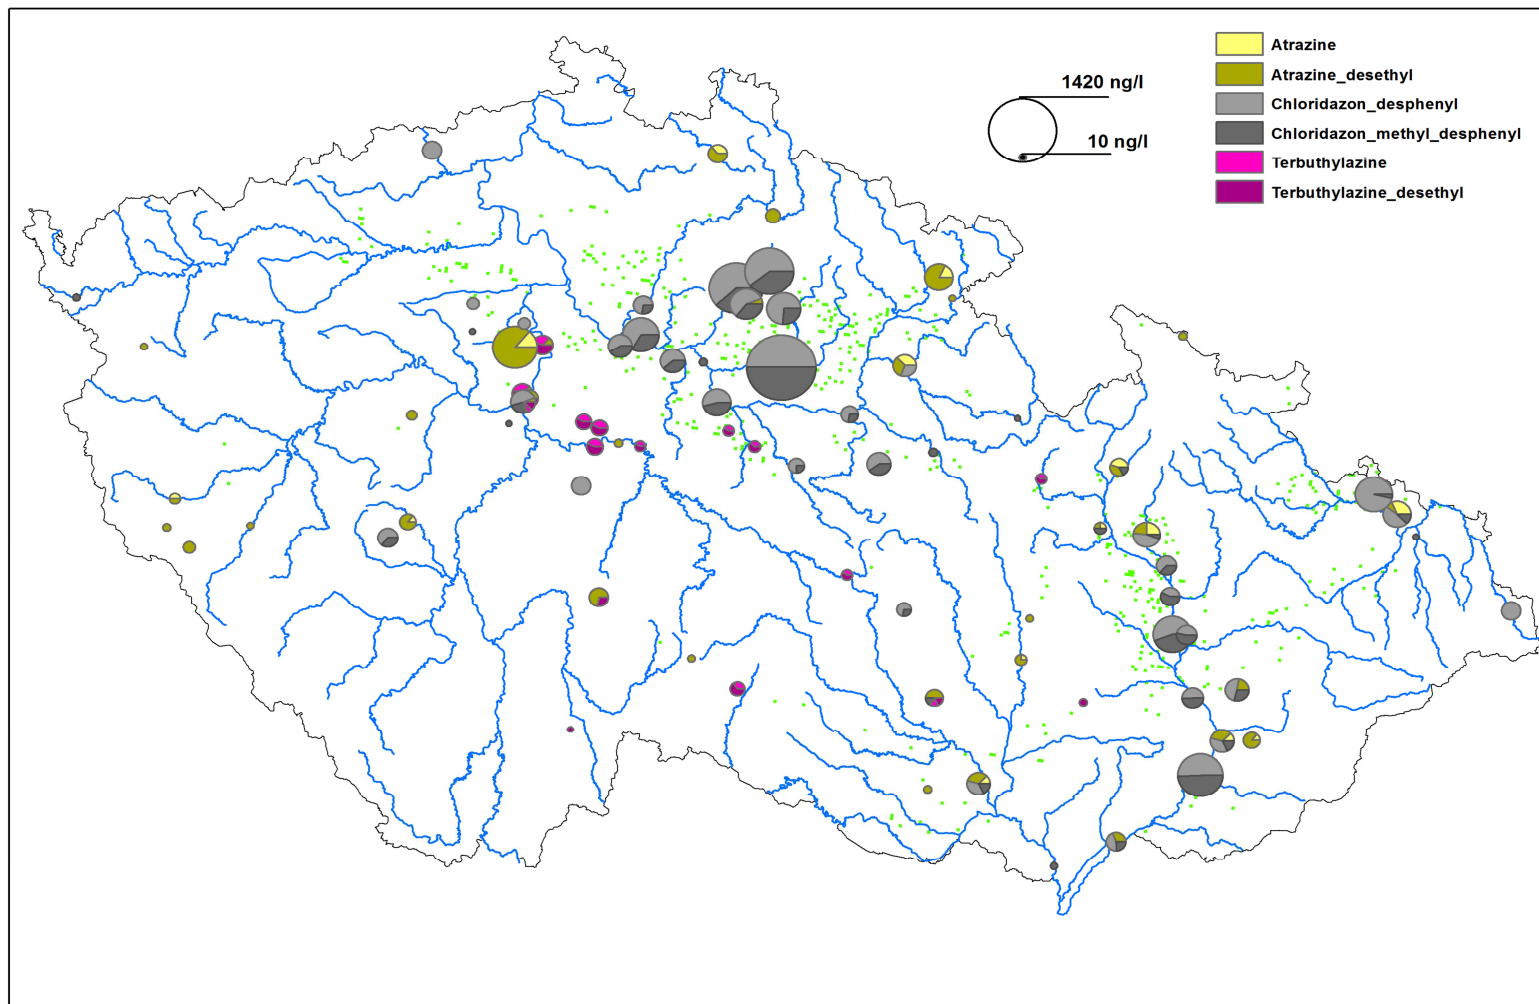 Atrazine
Atrazine_desethyl
Chloridazon_desphenyl
Chloridazon_methyl_desphenyl
Terbuthylazine
Terbuthylazine_desethyl
1420 ng/l
10 ng/l